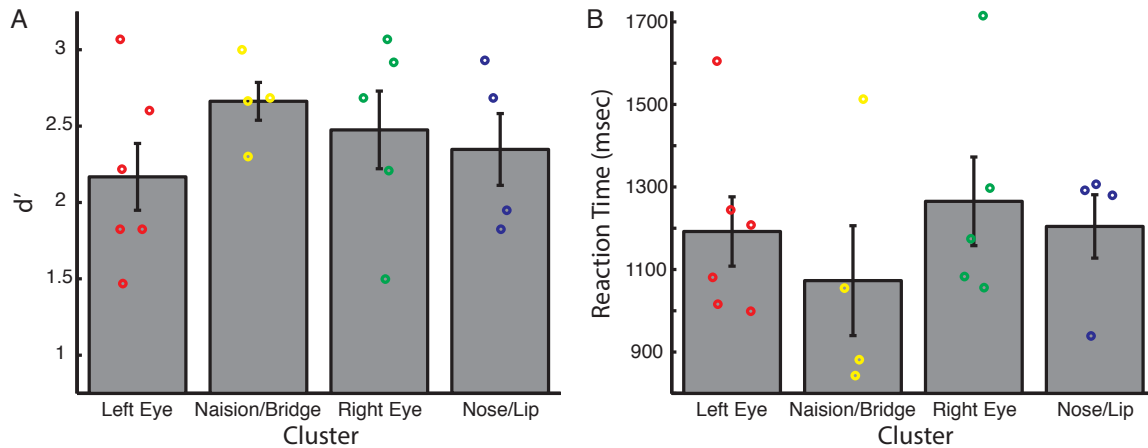 A
d'
3
2.5
2
1.5
1
Left Eye Naision/Bridge Right Eye Nose/Lip
Cluster
B
Reaction Time (msec)
1700
1500
1300
1100
900
Left Eye Naision/Bridge Right Eye Nose/Lip
Cluster